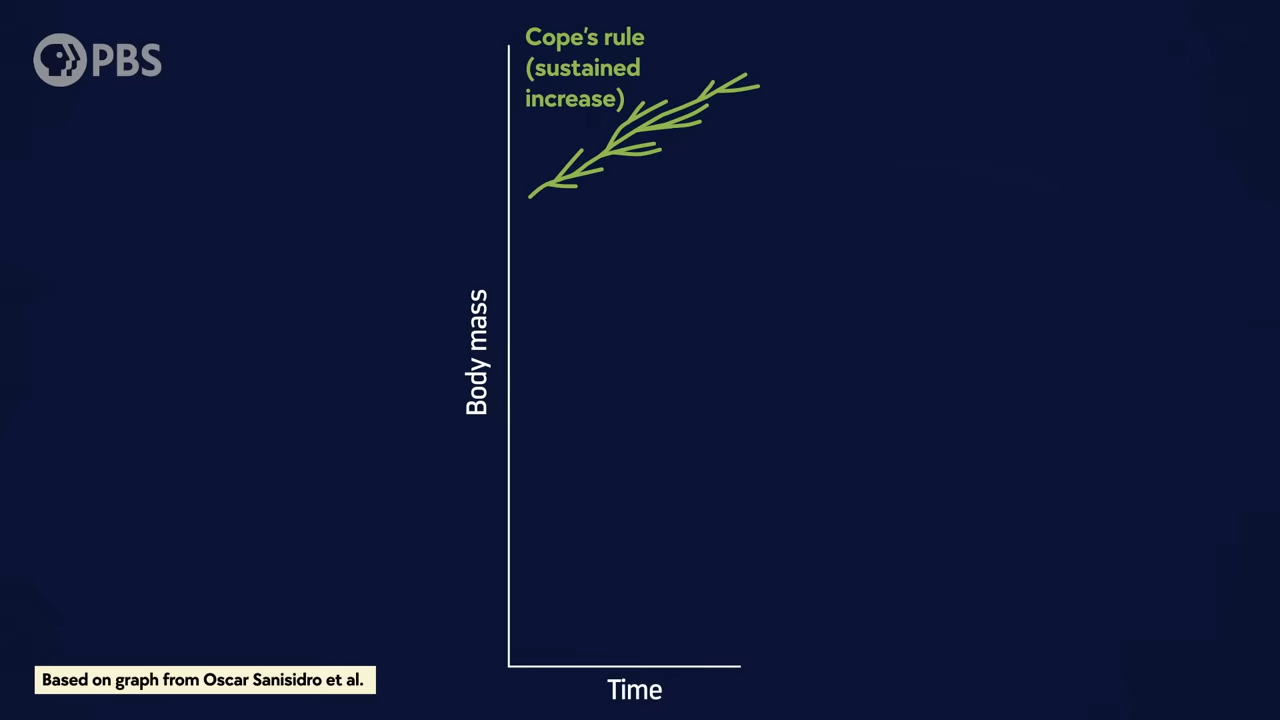 PBS
Cope's rule
(sustained
increase)
Body mass
Time
Based on graph from Oscar Sanisidro et al.